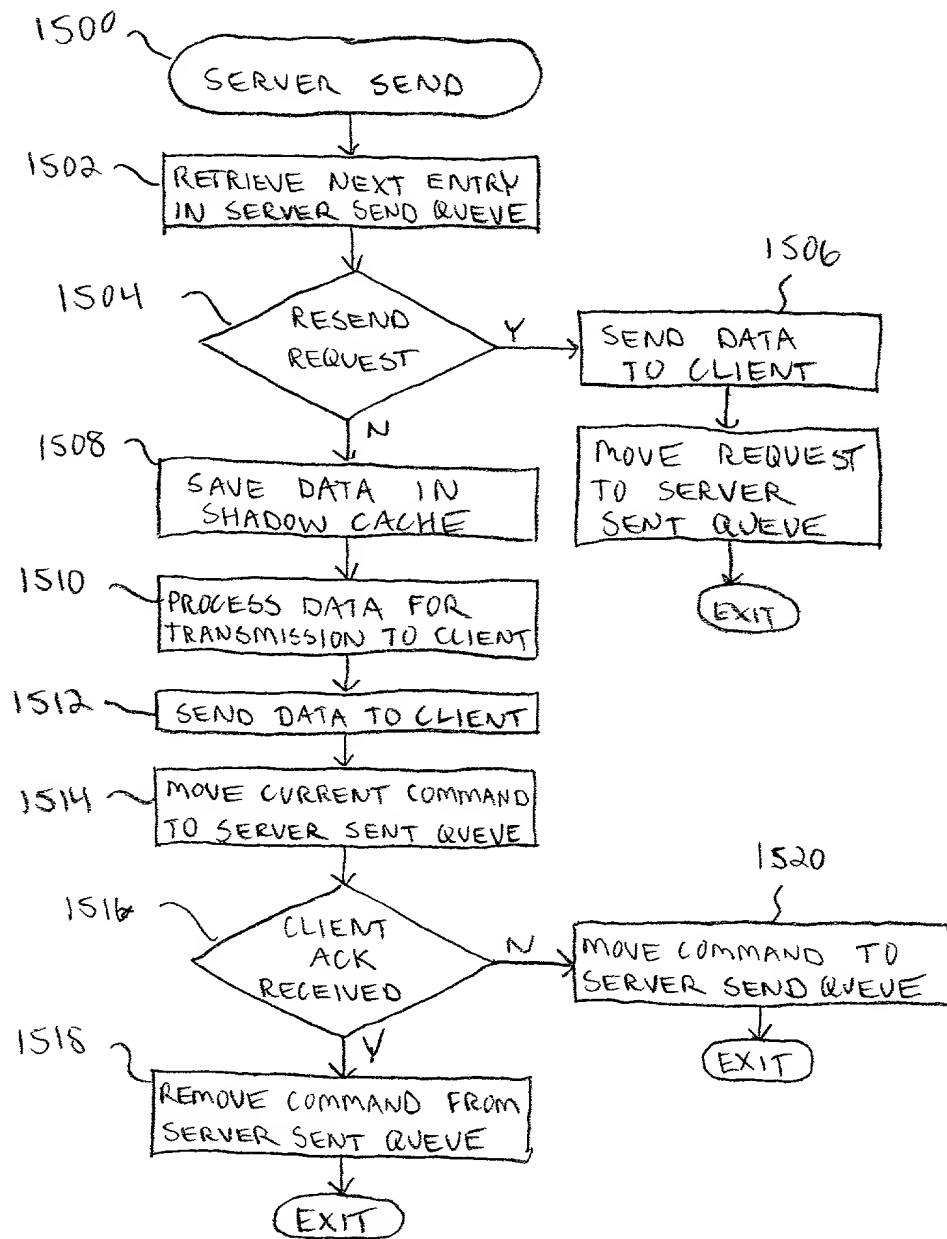 1500
SERVER SEND
1502
RETRIEVE NEXT ENTRY
IN SERVER SEND QUEUE
1504
RESEND
REQUEST
Y
N
1506
SEND DATA
TO CLIENT
MOVE REQUEST
TO SERVER
SENT QUEUE
EXIT
1508
SAVE DATA IN
SHADOW CACHE
1510
PROCESS DATA FOR
TRANSMISSION TO CLIENT
1512
SEND DATA TO CLIENT
1514
MOVE CURRENT COMMAND
TO SERVER SENT QUEUE
1516
CLIENT
ACK
RECEIVED
N
Y
1520
MOVE COMMAND TO
SERVER SEND QUEUE
EXIT
1518
REMOVE COMMAND FROM
SERVER SENT QUEUE
EXIT